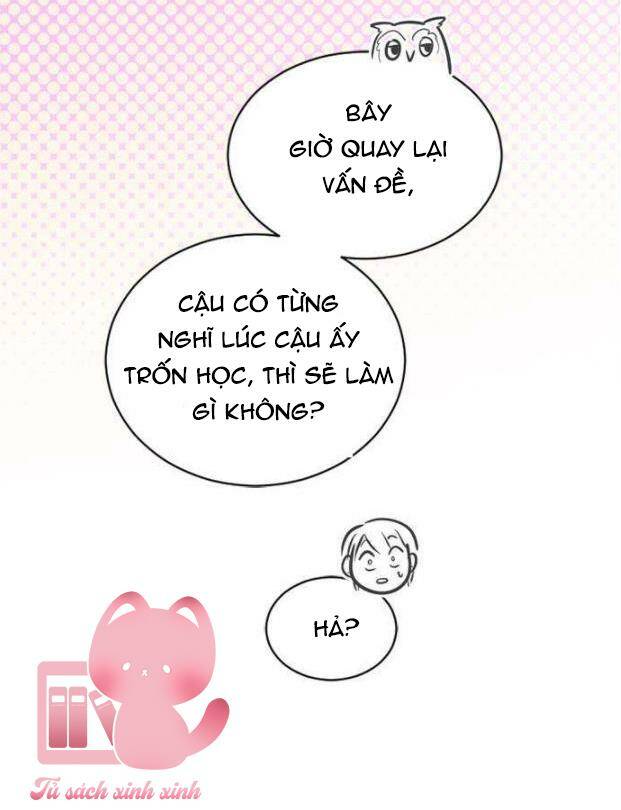 BÂY
GIỜ QUAY LẠI
VẤN ĐỀ,
CẬU CÓ TỪNG
NGHĨ LÚC CẬU ẤY
TRỐN HỌC, THÌ SẼ LÀM
GÌ KHÔNG?
HẢ?
Tủ sách xinh xinh